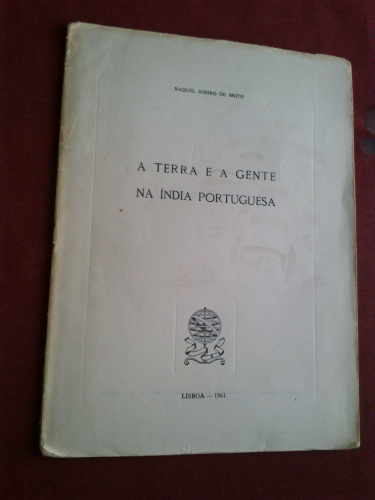 RAQUEL SOEIRO DE BRITO
A TERRA E A GENTE
NA ÍNDIA PORTUGUESA
LISBOA — 1961